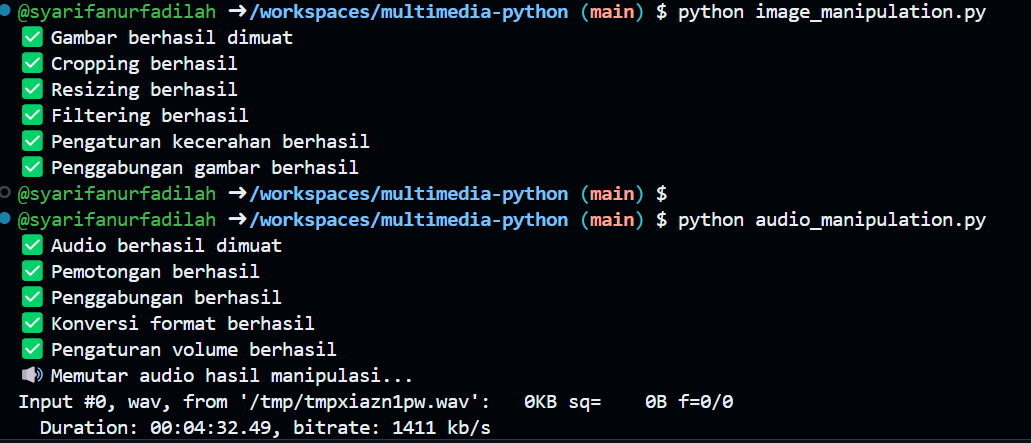 @syarifanurfadilah ➜/workspaces/multimedia-python (main) $ python image_manipulation.py
✅ Gambar berhasil dimuat
✅ Cropping berhasil
✅ Resizing berhasil
✅ Filtering berhasil
✅ Pengaturan kecerahan berhasil
✅ Penggabungan gambar berhasil
@syarifanurfadilah ➜/workspaces/multimedia-python (main) $
@syarifanurfadilah ➜/workspaces/multimedia-python (main) $ python audio_manipulation.py
✅ Audio berhasil dimuat
✅ Pemotongan berhasil
✅ Penggabungan berhasil
✅ Konversi format berhasil
✅ Pengaturan volume berhasil
🔊 Memutar audio hasil manipulasi...
Input #0, wav, from '/tmp/tmpxiazn1pw.wav':   0KB sq=    0B f=0/0
  Duration: 00:04:32.49, bitrate: 1411 kb/s